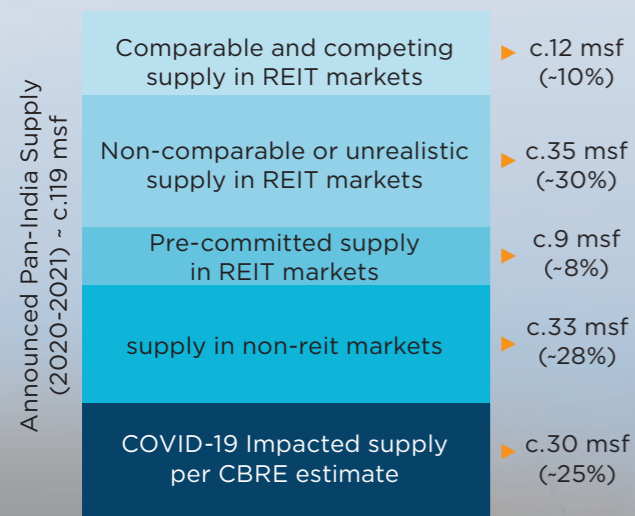 Announced Pan-India Supply
(2020-2021) ~ c.119 msf
Comparable and competing
supply in REIT markets
c.12 msf
(~10%)
Non-comparable or unrealistic
supply in REIT markets
c.35 msf
(~30%)
Pre-committed supply
in REIT markets
c.9 msf
(~8%)
supply in non-reit markets
c.33 msf
(~28%)
COVID-19 Impacted supply
per CBRE estimate
c.30 msf
(~25%)